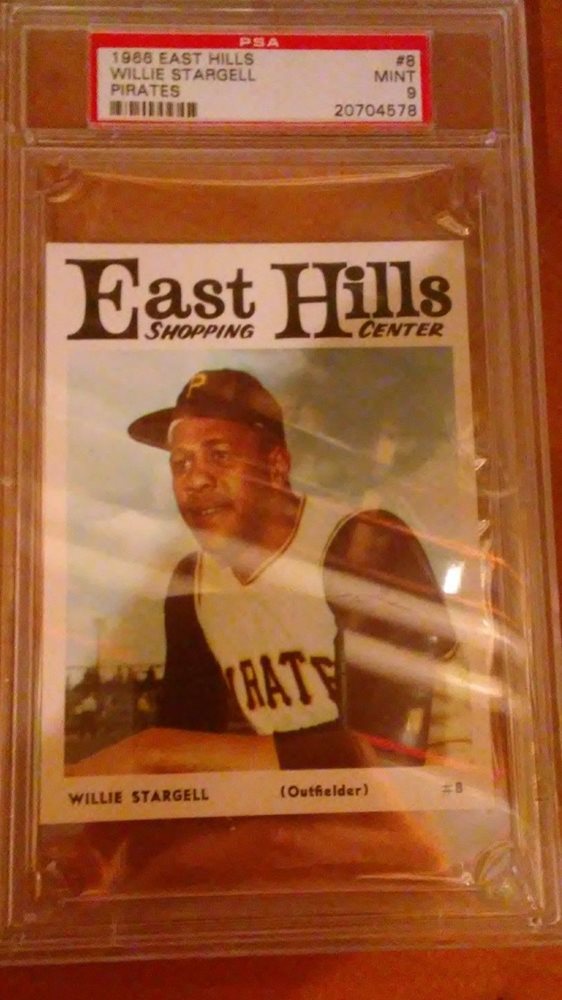 PSA
1966 EAST HILLS #8
WILLIE STARGELL MINT
PIRATES 9
20704578
East Hills
SHOPPING CENTER
P
IRATE
WILLIE STARGELL (Outfielder) #8